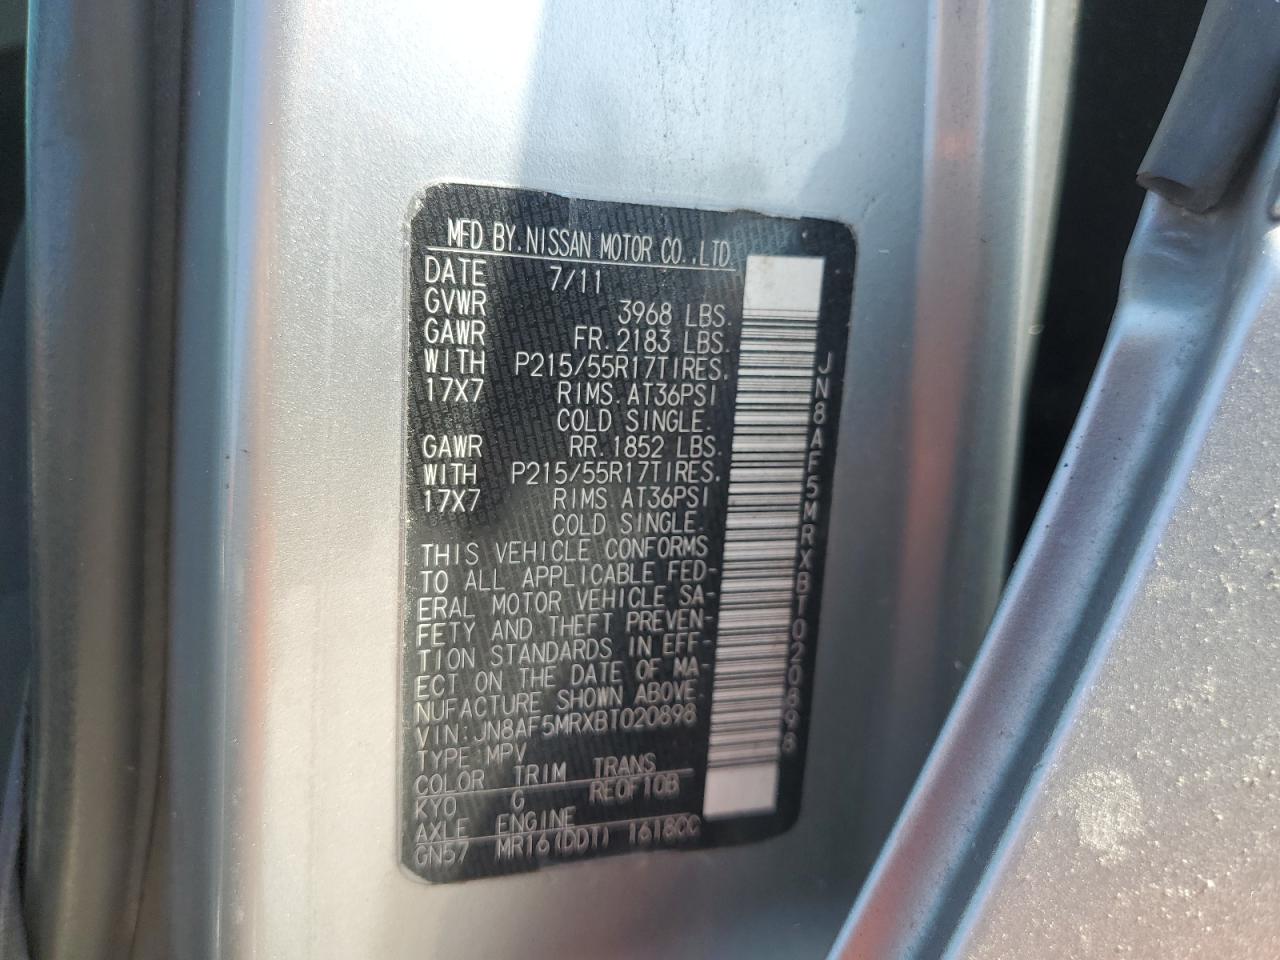 MFD BY. NISSAN MOTOR CO.,LTD.
DATE 7/11
GVWR 3968 LBS.
GAWR FR. 2183 LBS.
WITH P215/55R17TIRES.
17X7 RIMS. AT36PSI
COLD SINGLE.
GAWR RR. 1852 LBS.
WITH P215/55R17TIRES.
17X7 RIMS AT36PSI
COLD SINGLE.
THIS VEHICLE CONFORMS
TO ALL APPLICABLE FED-
ERAL MOTOR VEHICLE SA-
FETY AND THEFT PREVEN-
TION STANDARDS IN EFF-
ECT ON THE DATE OF MA-
NUFACTURE SHOWN ABOVE.
VIN: JN8AF5MRXBT020898
TYPE: MPV
COLOR TRIM TRANS
KY0 G RE0F10B
AXLE ENGINE
GN57 MR16(DDT) 1618CC
JN8AF5MRXBT020898